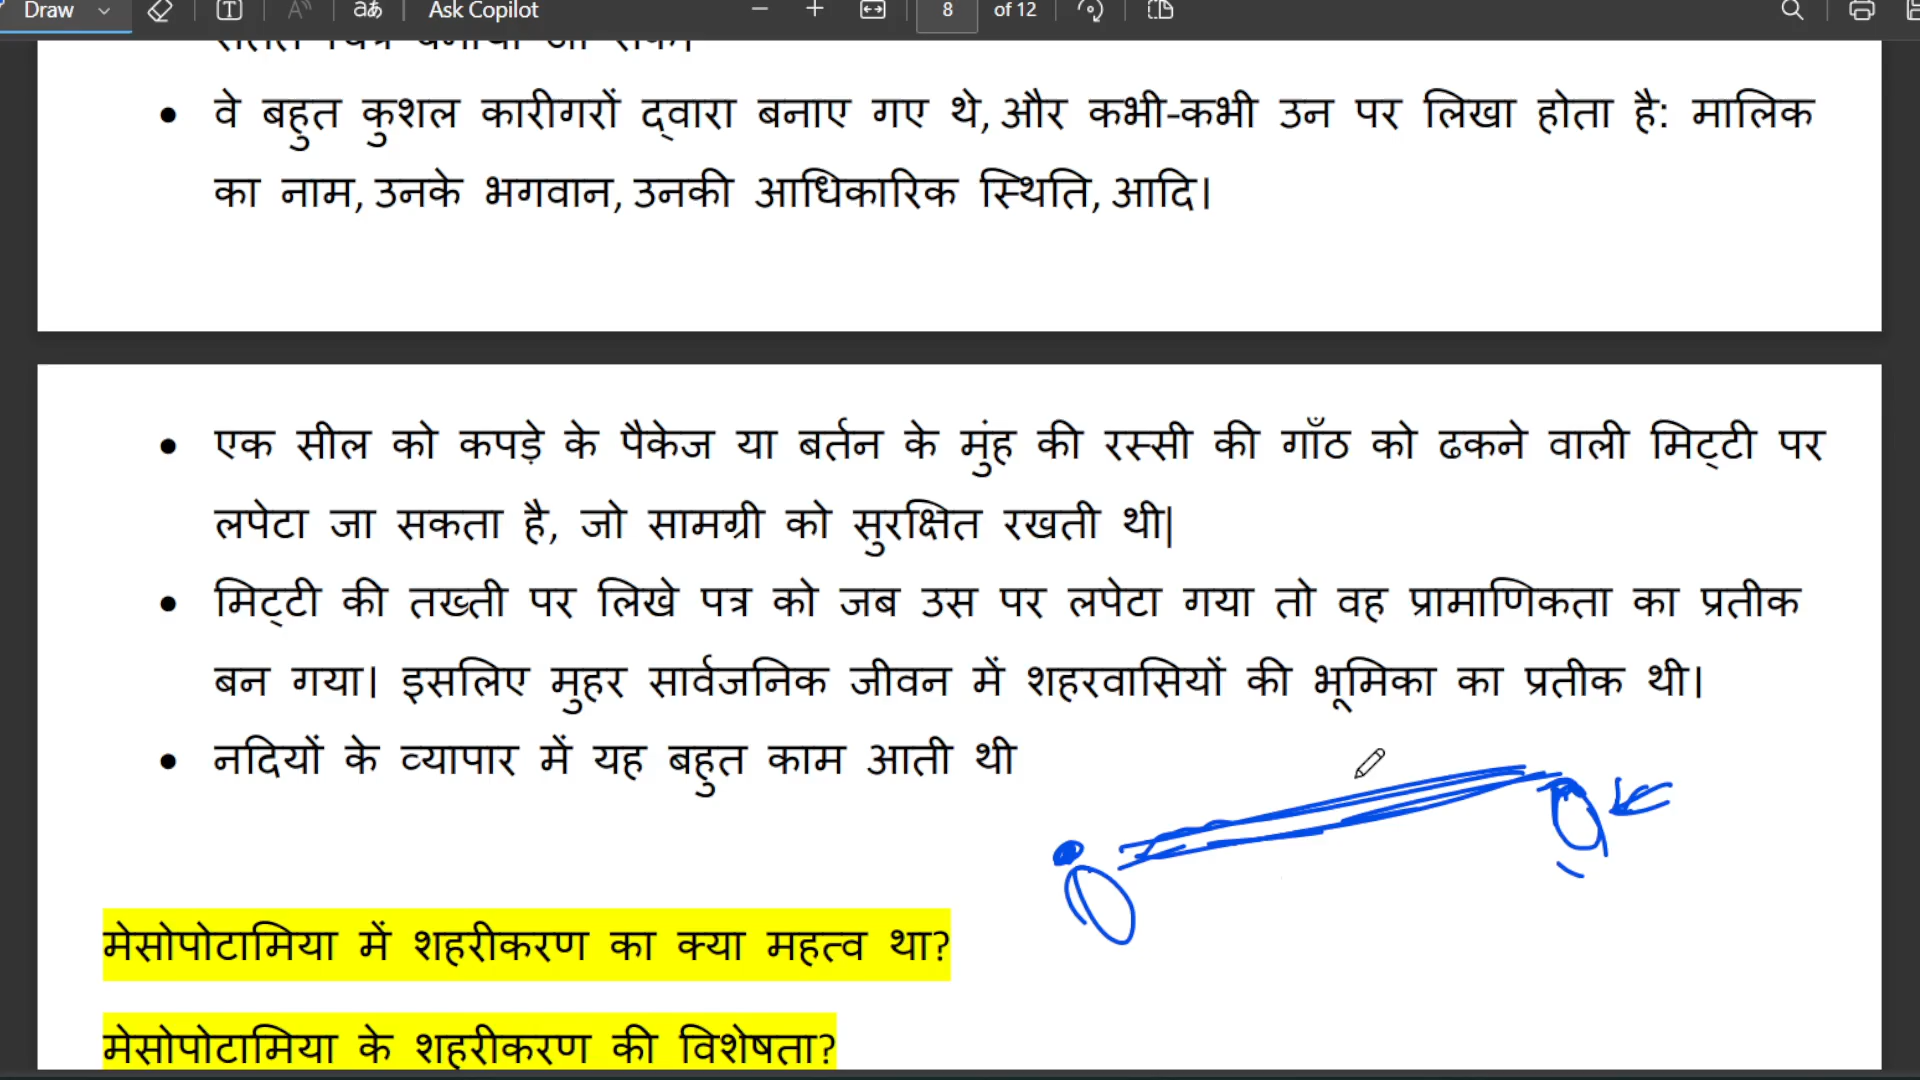 Draw
Ask Copilot
8 of 12
वे बहुत कुशल कारीगरों द्वारा बनाए गए थे, और कभी-कभी उन पर लिखा होता है: मालिक
का नाम, उनके भगवान, उनकी आधिकारिक स्थिति, आदि।
एक सील को कपड़े के पैकेज या बर्तन के मुंह की रस्सी की गाँठ को ढकने वाली मिट्टी पर
लपेटा जा सकता है, जो सामग्री को सुरक्षित रखती थी|
मिट्टी की तख्ती पर लिखे पत्र को जब उस पर लपेटा गया तो वह प्रामाणिकता का प्रतीक
बन गया। इसलिए मुहर सार्वजनिक जीवन में शहरवासियों की भूमिका का प्रतीक थी।
नदियों के व्यापार में यह बहुत काम आती थी
मेसोपोटामिया में शहरीकरण का क्या महत्व था?
मेसोपोटामिया के शहरीकरण की विशेषता?